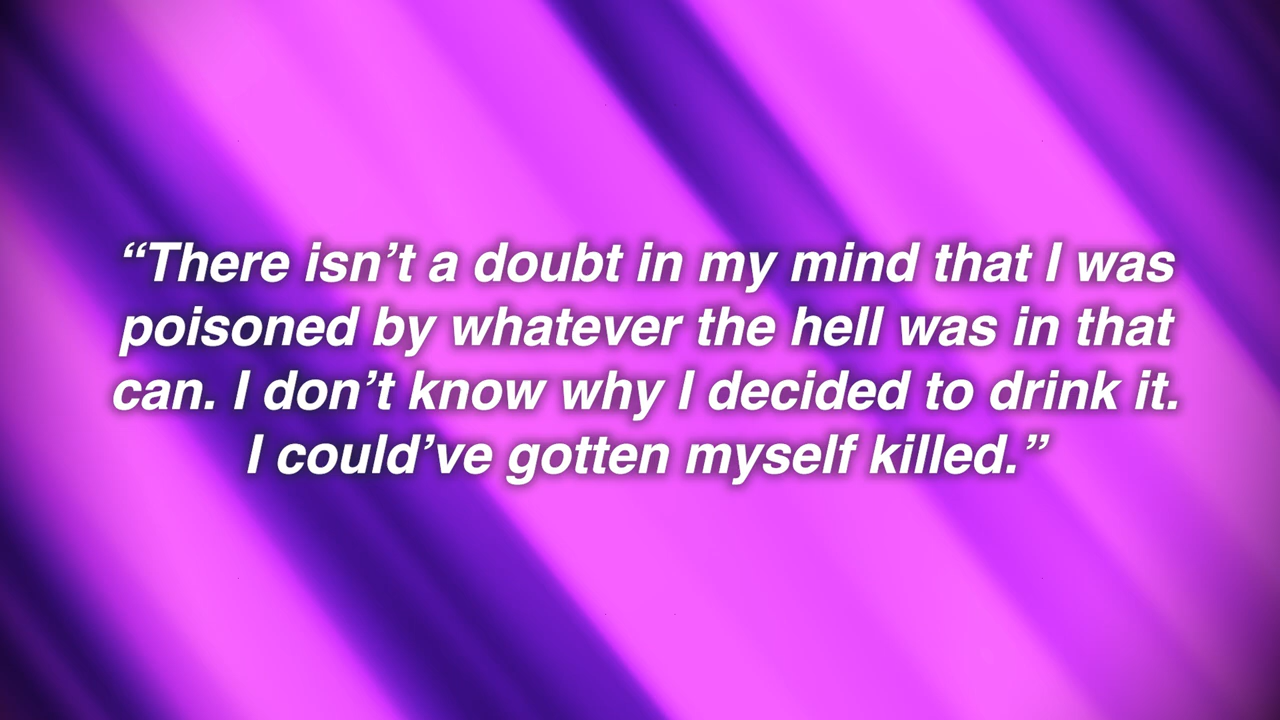 “There isn’t a doubt in my mind that I was
poisoned by whatever the hell was in that
can. I don’t know why I decided to drink it.
I could’ve gotten myself killed.”